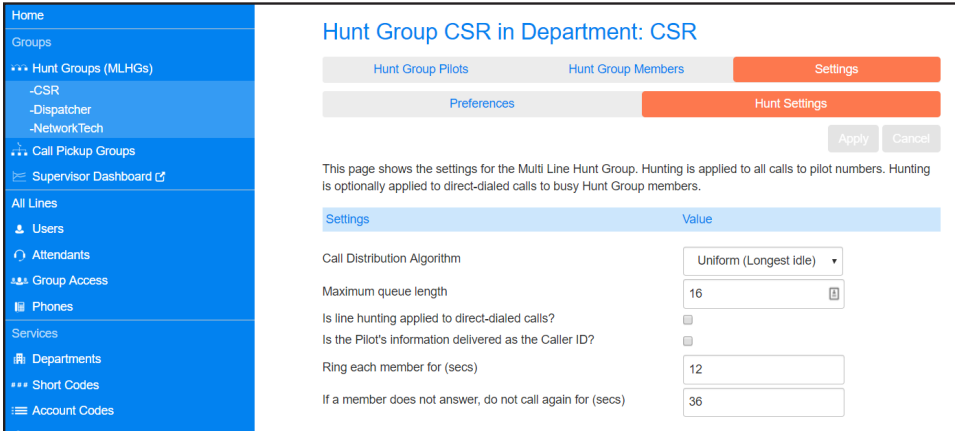 Home
Groups
Hunt Groups (MLHGs)
-CSR
-Dispatcher
-NetworkTech
Call Pickup Groups
Supervisor Dashboard
All Lines
Users
Attendants
Group Access
Phones
Services
Departments
Short Codes
Account Codes
Hunt Group CSR in Department: CSR
Hunt Group Pilots Hunt Group Members Settings
Preferences Hunt Settings
Apply Cancel
This page shows the settings for the Multi Line Hunt Group. Hunting is applied to all calls to pilot numbers. Hunting
is optionally applied to direct-dialed calls to busy Hunt Group members.
Settings Value
Call Distribution Algorithm Uniform (Longest idle)
Maximum queue length 16
Is line hunting applied to direct-dialed calls?
Is the Pilot's information delivered as the Caller ID?
Ring each member for (secs) 12
If a member does not answer, do not call again for (secs) 36